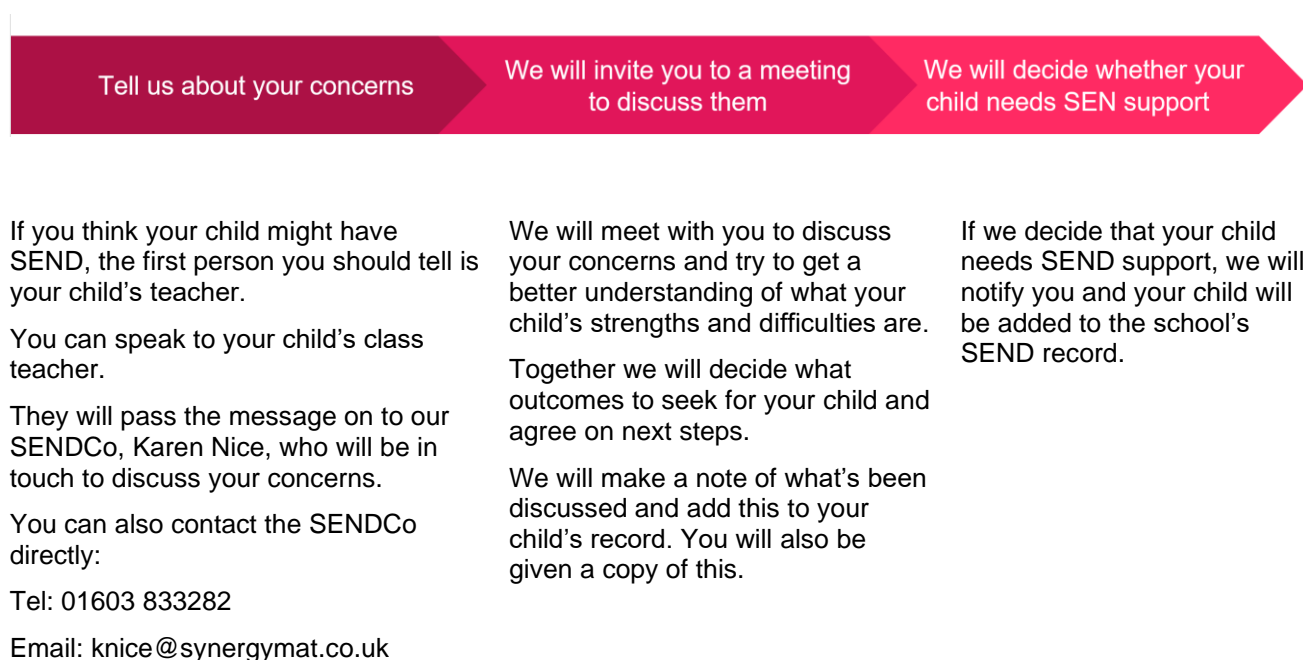 Tell us about your concerns
We will invite you to a meeting
to discuss them
We will decide whether your
child needs SEN support
If you think your child might have
SEND, the first person you should tell is
your child’s teacher.
You can speak to your child’s class
teacher.
They will pass the message on to our
SENDCo, Karen Nice, who will be in
touch to discuss your concerns.
You can also contact the SENDCo
directly:
Tel: 01603 833282
Email: knice@synergymat.co.uk
We will meet with you to discuss
your concerns and try to get a
better understanding of what your
child’s strengths and difficulties are.
Together we will decide what
outcomes to seek for your child and
agree on next steps.
We will make a note of what’s been
discussed and add this to your
child’s record. You will also be
given a copy of this.
If we decide that your child
needs SEND support, we will
notify you and your child will
be added to the school’s
SEND record.